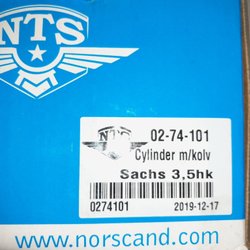 NTS
NTS
02-74-101
Cylinder m/kolv
Sachs 3,5hk
0274101
2019-12-17
www.norscand.com